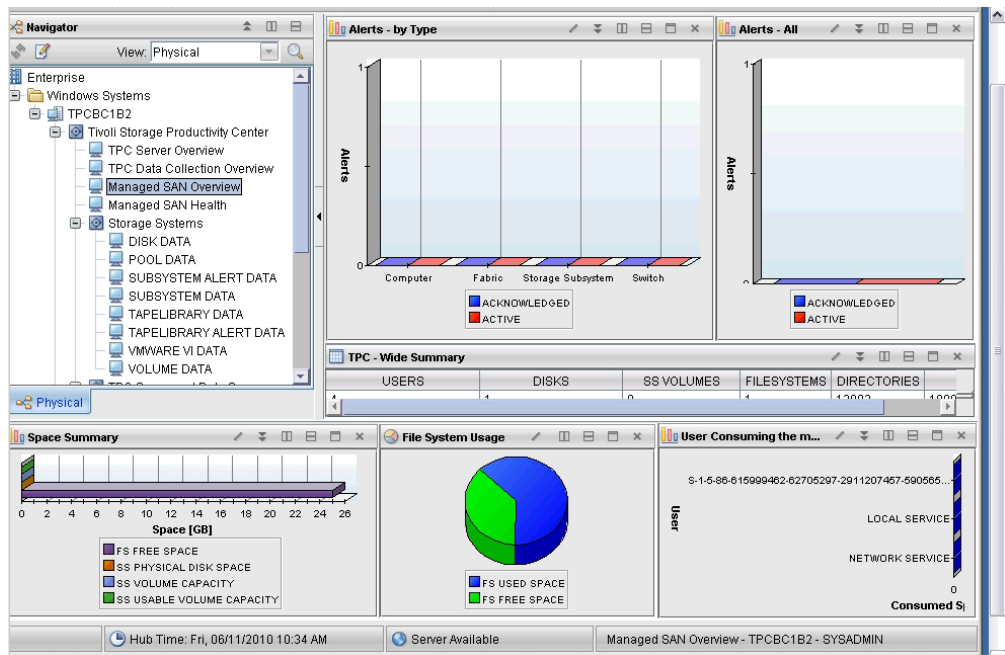 Navigator
View: Physical
Enterprise
Windows Systems
TPCBC1B2
Tivoli Storage Productivity Center
TPC Server Overview
TPC Data Collection Overview
Managed SAN Overview
Managed SAN Health
Storage Systems
DISK DATA
POOL DATA
SUBSYSTEM ALERT DATA
SUBSYSTEM DATA
TAPELIBRARY DATA
TAPELIBRARY ALERT DATA
VMWARE VI DATA
VOLUME DATA
Physical
Alerts - by Type
1
Alerts
0
Computer Fabric Storage Subsystem Switch
ACKNOWLEDGED
ACTIVE
Alerts - All
1
Alerts
ACKNOWLEDGED
ACTIVE
TPC - Wide Summary
USERS DISKS SS VOLUMES FILESYSTEMS DIRECTORIES
Space Summary
0 2 4 6 8 10 12 14 16 18 20 22 24 26
Space [GB]
FS FREE SPACE
SS PHYSICAL DISK SPACE
SS VOLUME CAPACITY
SS USABLE VOLUME CAPACITY
File System Usage
FS USED SPACE
FS FREE SPACE
User Consuming the m...
S-1-5-86-615999462-62705297-2911207457-590565...
User
LOCAL SERVICE
NETWORK SERVICE
0
Consumed
Hub Time: Fri, 06/11/2010 10:34 AM
Server Available
Managed SAN Overview - TPCBC1B2 - SYSADMIN